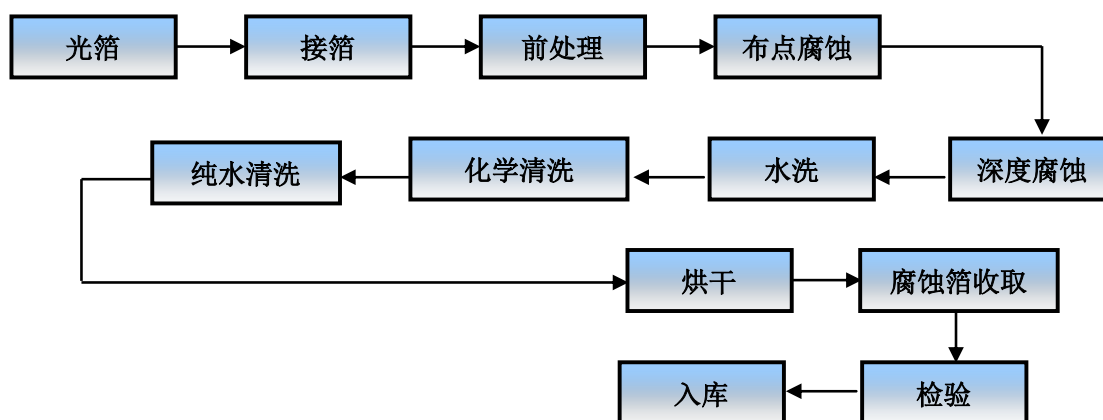 光箔
接箔
前处理
布点腐蚀
深度腐蚀
水洗
化学清洗
纯水清洗
烘干
腐蚀箔收取
检验
入库